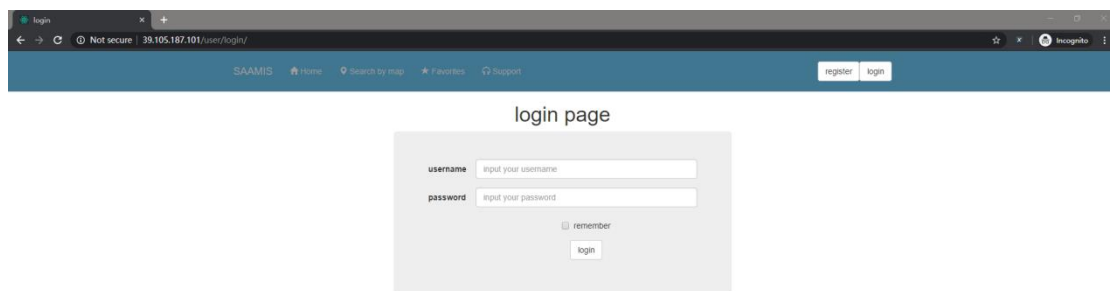 login
Not secure | 39.105.187.101/user/login/
Incognito
SAAMIS Home Search by map Favorites Support register login
login page
username input your username
password input your password
remember
login